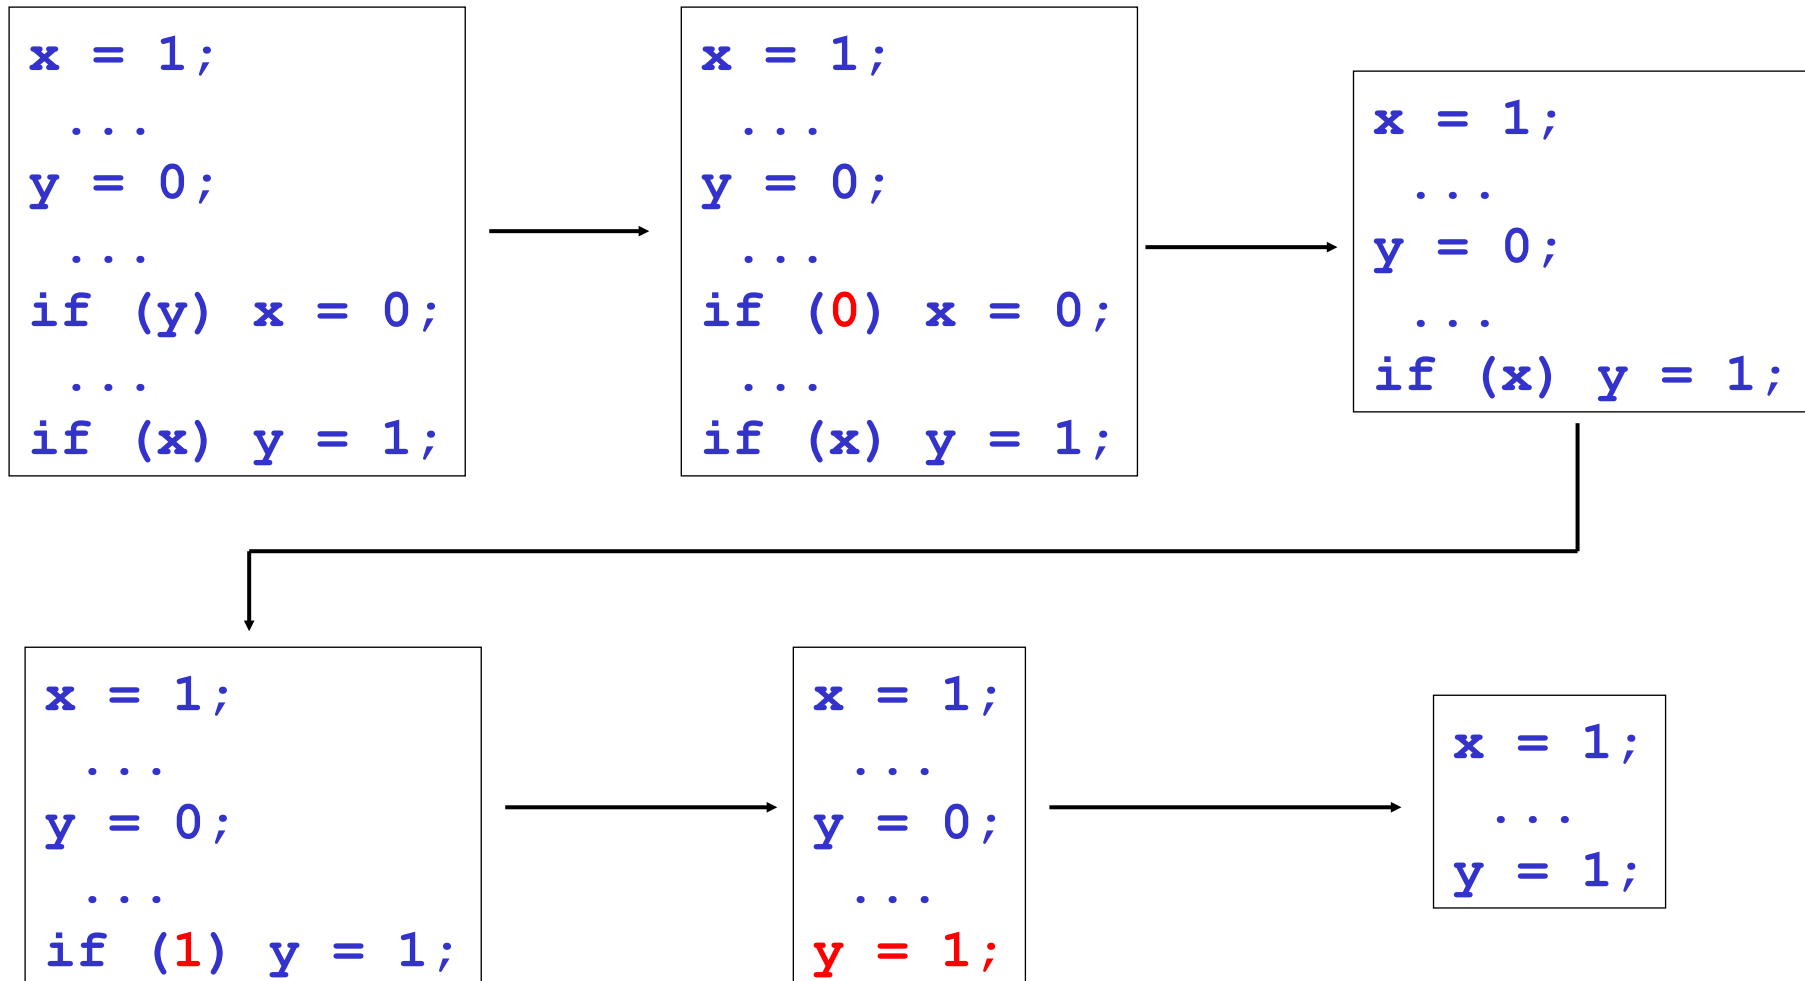 x = 1;
...
y = 0;
...
if (y) x = 0;
...
if (x) y = 1;
x = 1;
...
y = 0;
...
if (0) x = 0;
...
if (x) y = 1;
x = 1;
...
y = 0;
...
if (x) y = 1;
x = 1;
...
y = 0;
...
if (1) y = 1;
x = 1;
...
y = 0;
...
y = 1;
x = 1;
...
y = 1;